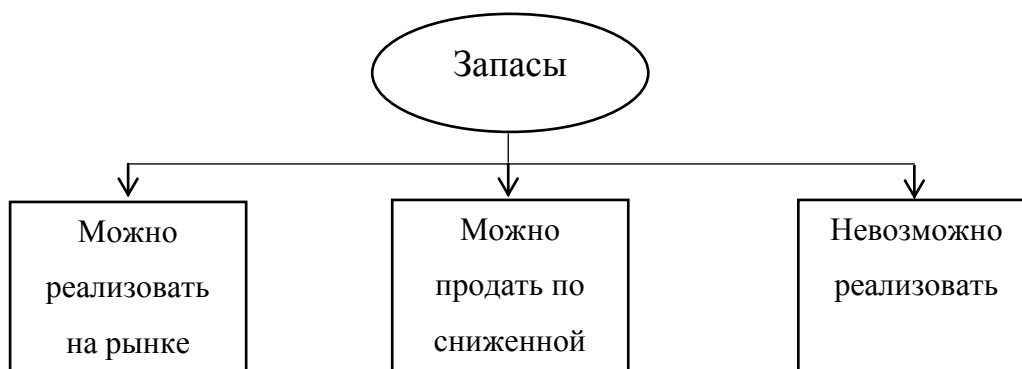 Запасы
Можно
реализовать
на рынке
Можно
продать по
сниженной
Невозможно
реализовать